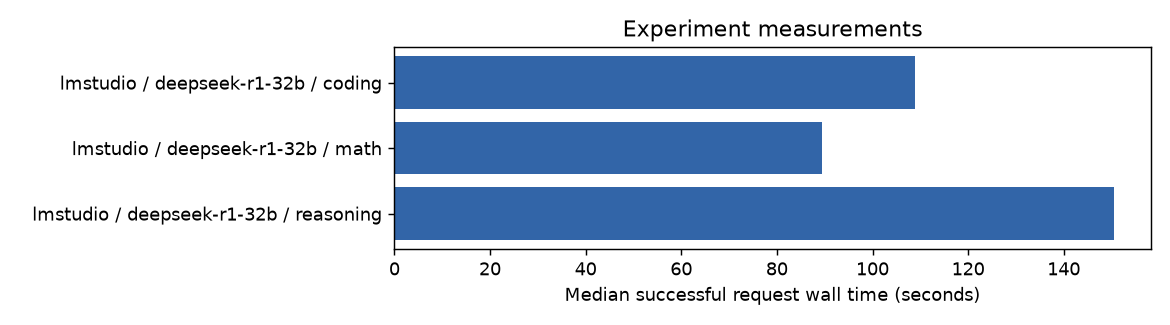 Experiment measurements
lmstudio / deepseek-r1-32b / coding
lmstudio / deepseek-r1-32b / math
lmstudio / deepseek-r1-32b / reasoning
0 20 40 60 80 100 120 140
Median successful request wall time (seconds)